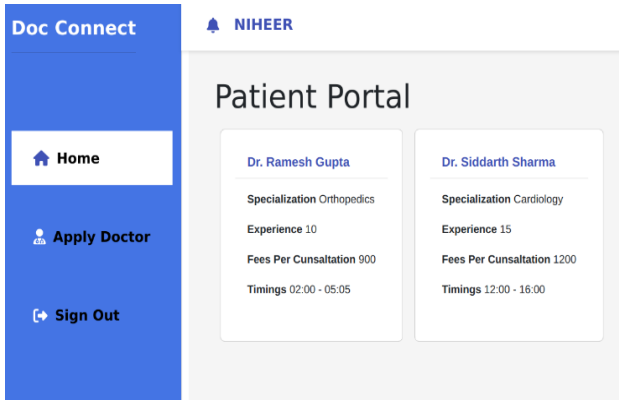 Doc Connect
NIHEER
Home
Apply Doctor
Sign Out
Patient Portal
Dr. Ramesh Gupta
Specialization Orthopedics
Experience 10
Fees Per Cunsaltation 900
Timings 02:00 - 05:05
Dr. Siddarth Sharma
Specialization Cardiology
Experience 15
Fees Per Cunsaltation 1200
Timings 12:00 - 16:00